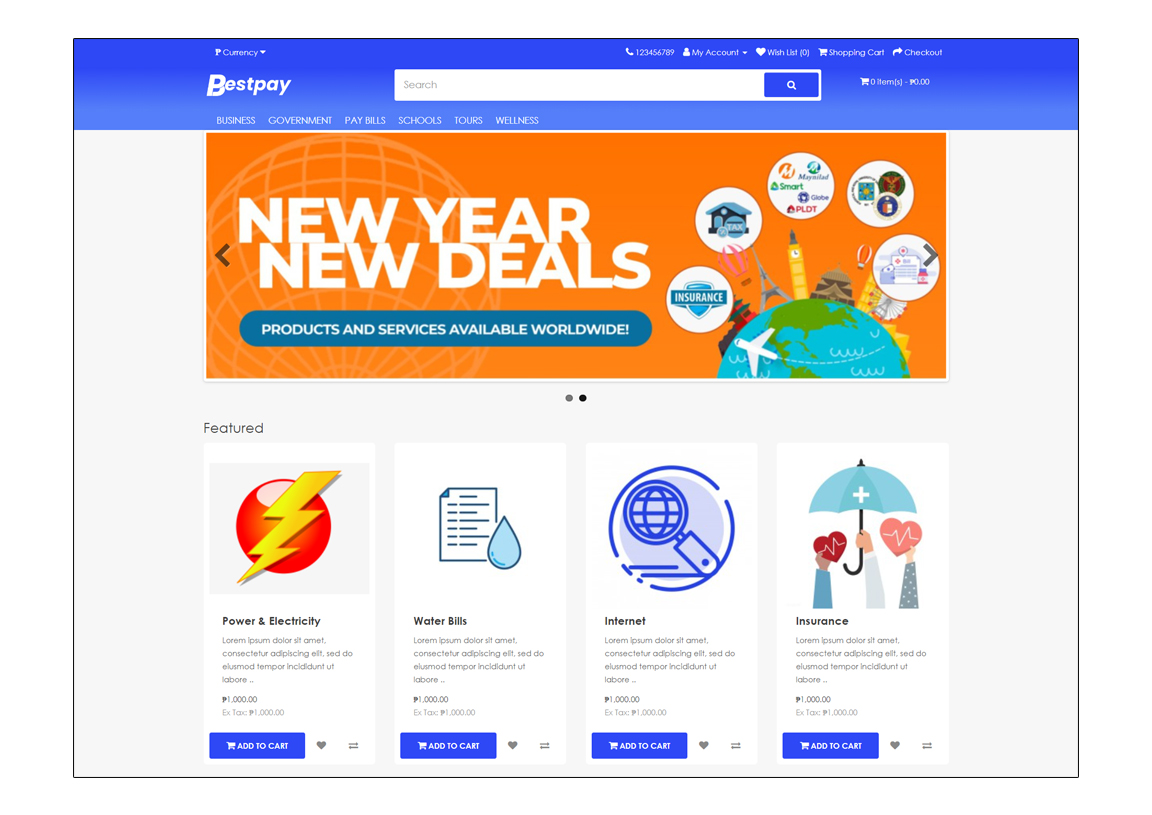 ₱ Currency
123456789 My Account Wish List (0) Shopping Cart Checkout
Bestpay
Search
0 item(s) - ₱0.00
BUSINESS GOVERNMENT PAY BILLS SCHOOLS TOURS WELLNESS
NEW YEAR
NEW DEALS
PRODUCTS AND SERVICES AVAILABLE WORLDWIDE!
TAX
Maynilad
Smart
Globe
PLDT
INSURANCE
Featured
Power & Electricity
Lorem ipsum dolor sit amet,
consectetur adipiscing elit, sed do
eiusmod tempor incididunt ut
labore ..
₱1,000.00
Ex Tax: ₱1,000.00
ADD TO CART
Water Bills
Lorem ipsum dolor sit amet,
consectetur adipiscing elit, sed do
eiusmod tempor incididunt ut
labore ..
₱1,000.00
Ex Tax: ₱1,000.00
ADD TO CART
Internet
Lorem ipsum dolor sit amet,
consectetur adipiscing elit, sed do
eiusmod tempor incididunt ut
labore ..
₱1,000.00
Ex Tax: ₱1,000.00
ADD TO CART
Insurance
Lorem ipsum dolor sit amet,
consectetur adipiscing elit, sed do
eiusmod tempor incididunt ut
labore ..
₱1,000.00
Ex Tax: ₱1,000.00
ADD TO CART